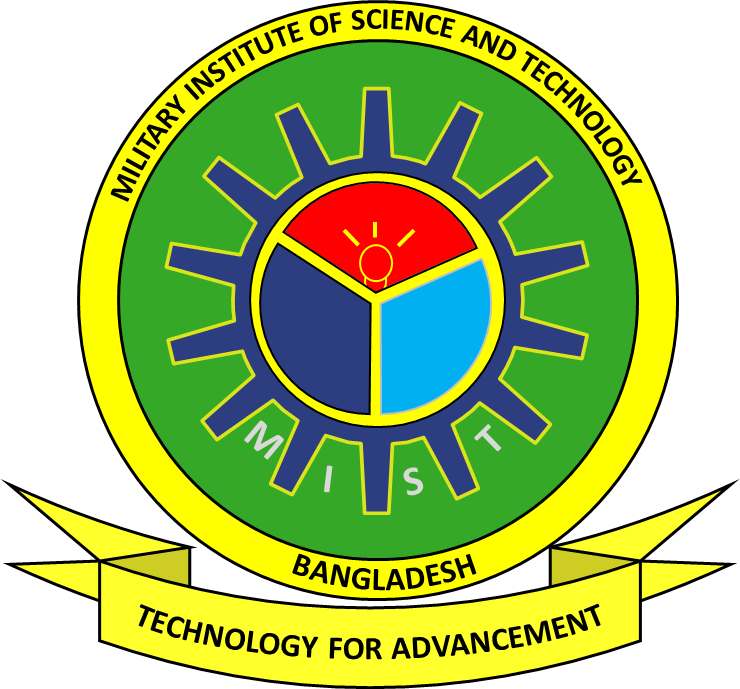 MILITARY INSTITUTE OF SCIENCE AND TECHNOLOGY
M I S T
BANGLADESH
TECHNOLOGY FOR ADVANCEMENT